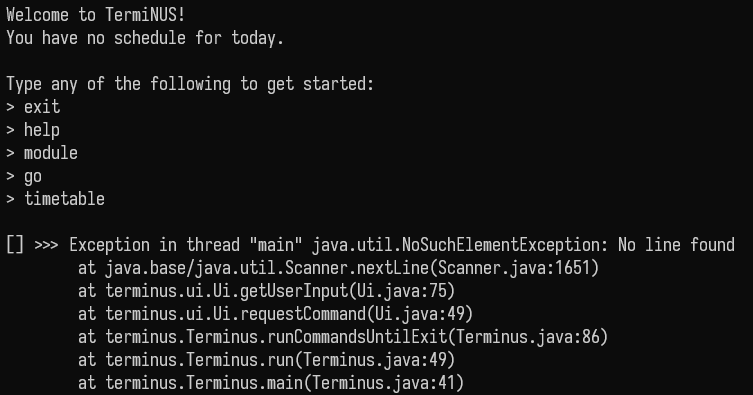 Welcome to TermiNUS!
You have no schedule for today.
Type any of the following to get started:
> exit
> help
> module
> go
> timetable
[] >>> Exception in thread "main" java.util.NoSuchElementException: No line found
at java.base/java.util.Scanner.nextLine(Scanner.java:1651)
at terminus.ui.Ui.getUserInput(Ui.java:75)
at terminus.ui.Ui.requestCommand(Ui.java:49)
at terminus.Terminus.runCommandsUntilExit(Terminus.java:86)
at terminus.Terminus.run(Terminus.java:49)
at terminus.Terminus.main(Terminus.java:41)